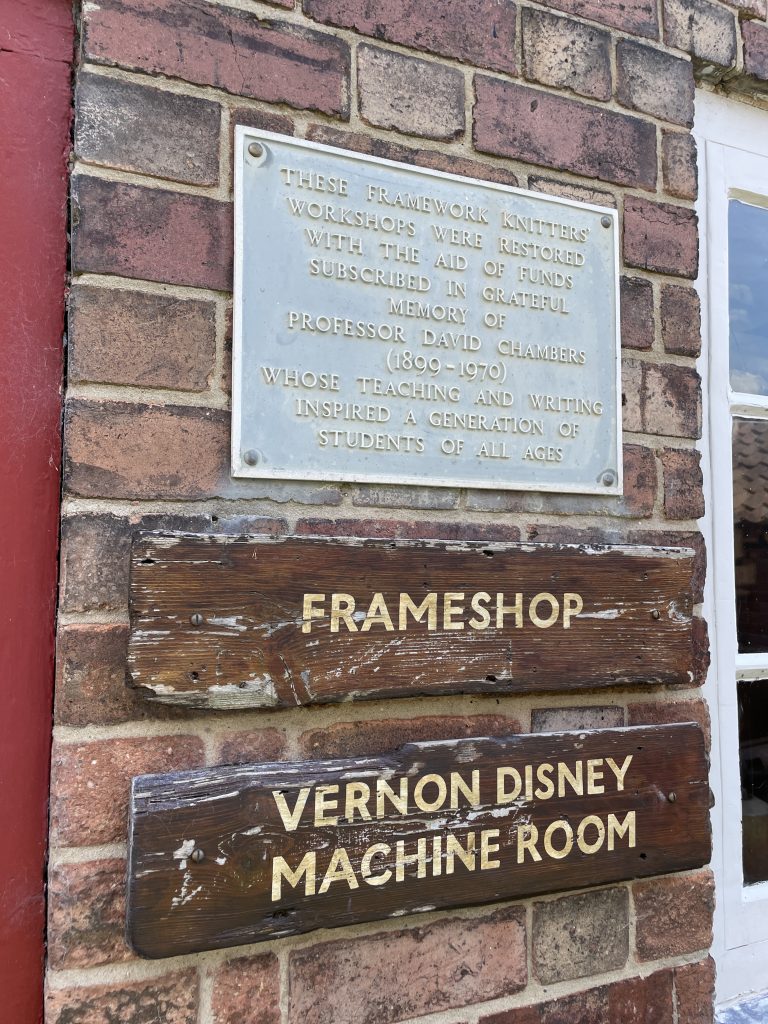 THESE FRAMEWORK KNITTERS'
WORKSHOPS WERE RESTORED
WITH THE AID OF FUNDS
SUBSCRIBED IN GRATEFUL
MEMORY OF
PROFESSOR DAVID CHAMBERS
(1899-1970)
WHOSE TEACHING AND WRITING
INSPIRED A GENERATION OF
STUDENTS OF ALL AGES
FRAMESHOP
VERNON DISNEY
MACHINE ROOM